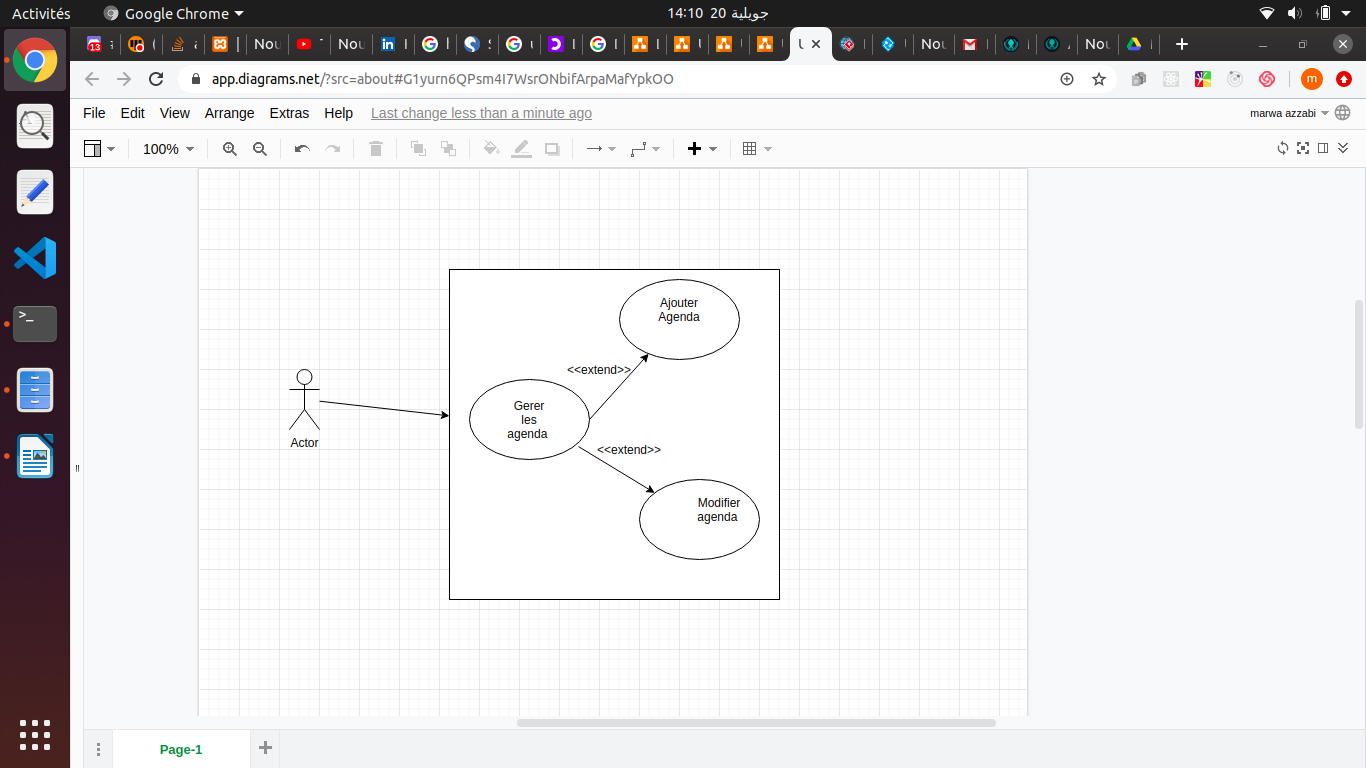 Activités
Google Chrome
14:10 20 جويلية
13
Nou
Nou
Nou
Nou
app.diagrams.net/?src=about#G1yurn6QPsm4I7WsrONbifArpaMafYpkOO
m
File Edit View Arrange Extras Help Last change less than a minute ago
marwa azzabi
100%
Ajouter
Agenda
<<extend>>
Gerer
les
agenda
Actor
<<extend>>
Modifier
agenda
Page-1